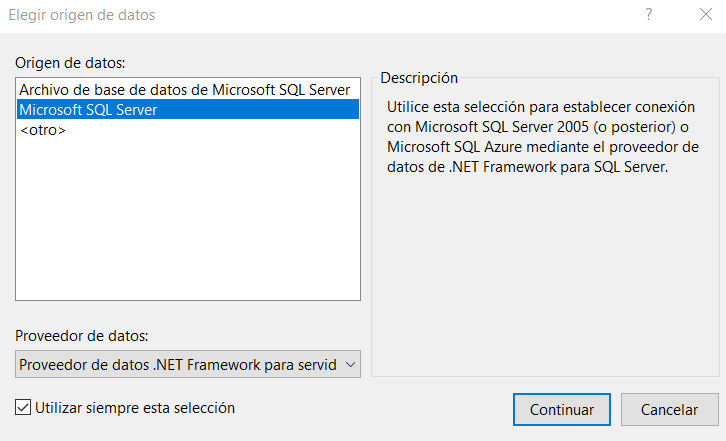 Elegir origen de datos
?
Origen de datos:
Archivo de base de datos de Microsoft SQL Server
Microsoft SQL Server
<otro>
Descripción
Utilice esta selección para establecer conexión
con Microsoft SQL Server 2005 (o posterior) o
Microsoft SQL Azure mediante el proveedor de
datos de .NET Framework para SQL Server.
Proveedor de datos:
Proveedor de datos .NET Framework para servid
Utilizar siempre esta selección
Continuar
Cancelar